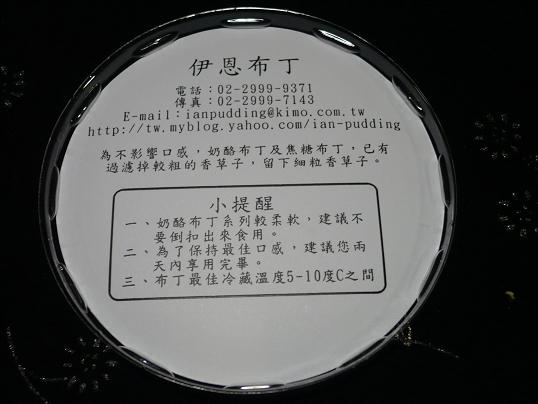 伊恩布丁
電話：02-2999-9371
傳真：02-2999-7143
E-mail：ianpudding@kimo.com.tw
http://tw.myblog.yahoo.com/ian-pudding
為不影響口感，奶酪布丁及焦糖布丁，已有
過濾掉較粗的香草子，留下細粒香草子。
小提醒
一、奶酪布丁系列較柔軟，建議不
要倒扣出來食用。
二、為了保持最佳口感，建議您兩
天內享用完畢。
三、布丁最佳冷藏溫度5-10度C之間